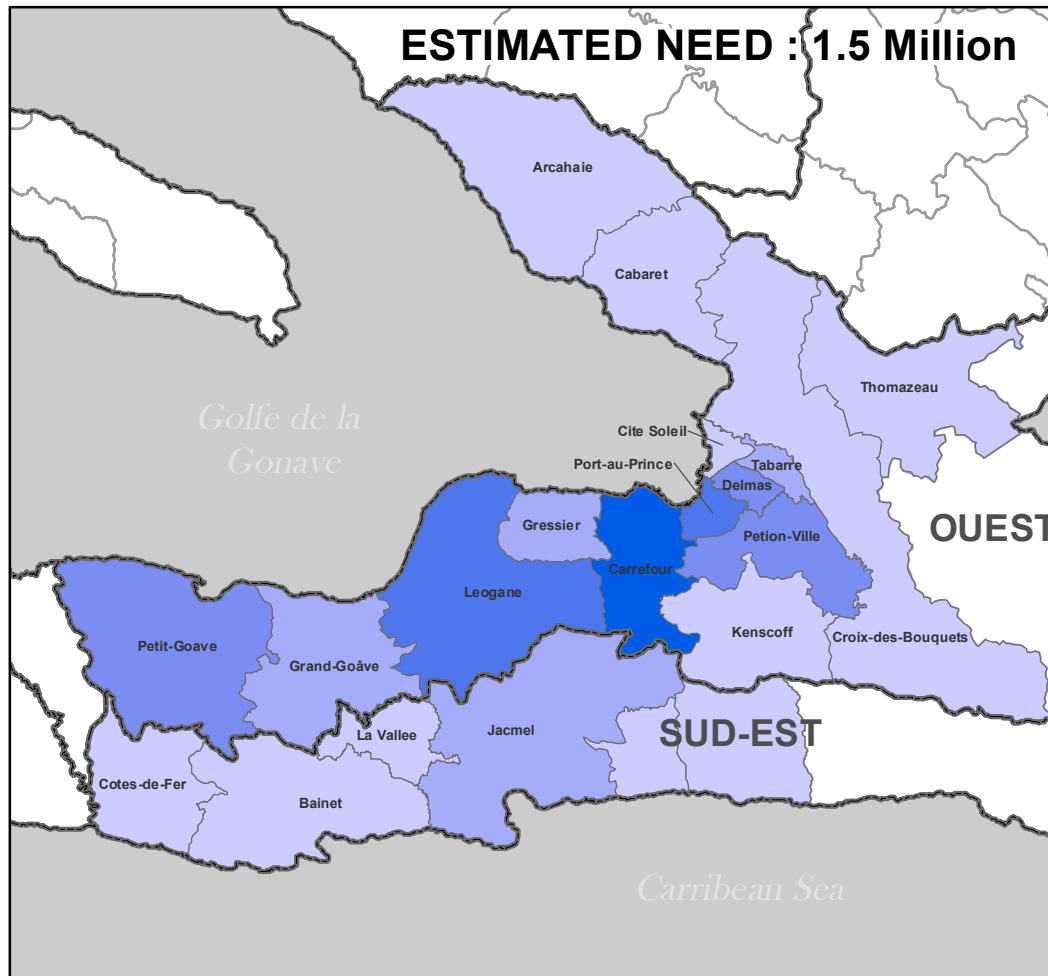 ESTIMATED NEED : 1.5 Million
Arcahaie
Cabaret
Thomazeau
Golfe de la
Gonave
Cite Soleil
Port-au-Prince
Tabarre
Delmas
Gressier
Petion-Ville
OUEST
Carrefour
Leogane
Kenscoff
Croix-des-Bouquets
Petit-Goave
Grand-Goâve
La Vallee
Jacmel
SUD-EST
Cotes-de-Fer
Bainet
Carribean Sea